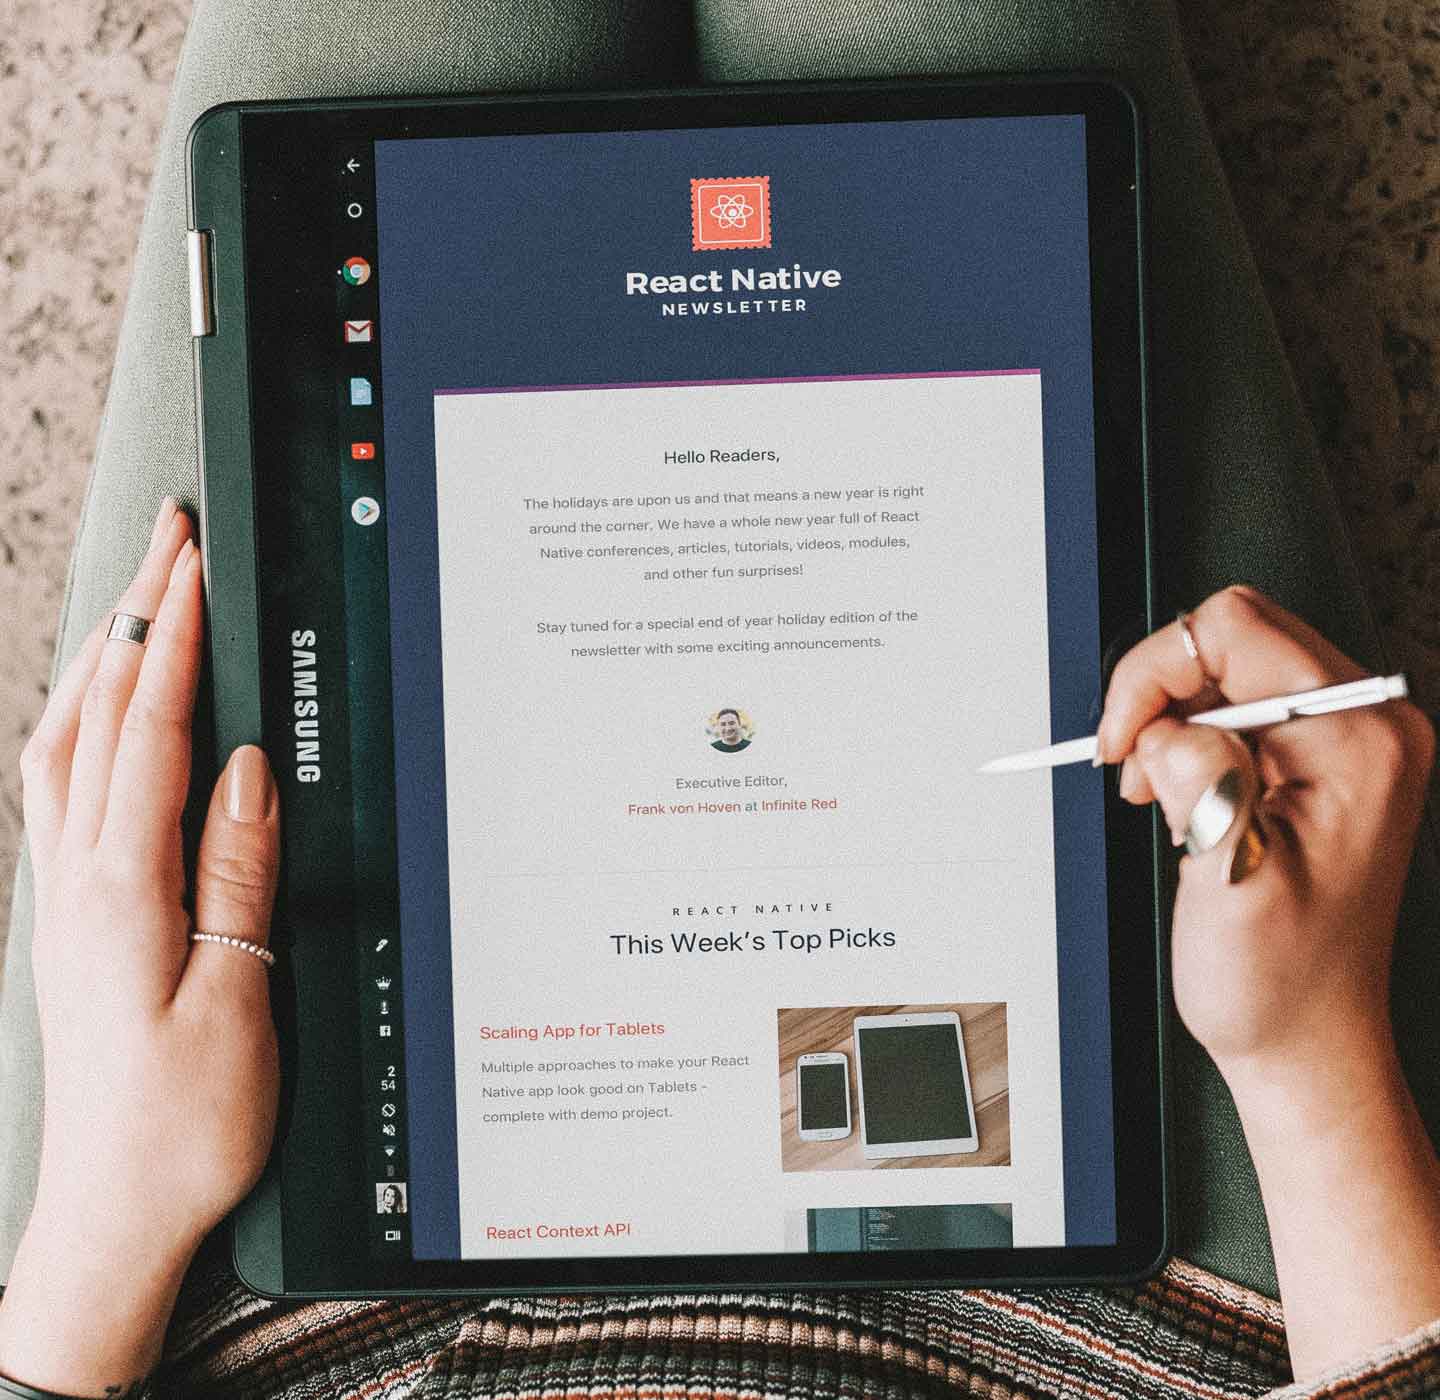 React Native
NEWSLETTER
Hello Readers,
The holidays are upon us and that means a new year is right
around the corner. We have a whole new year full of React
Native conferences, articles, tutorials, videos, modules,
and other fun surprises!
Stay tuned for a special end of year holiday edition of the
newsletter with some exciting announcements.
Executive Editor,
Frank von Hoven at Infinite Red
REACT NATIVE
This Week's Top Picks
Scaling App for Tablets
Multiple approaches to make your React
Native app look good on Tablets -
complete with demo project.
React Context API
SAMSUNG
2
54